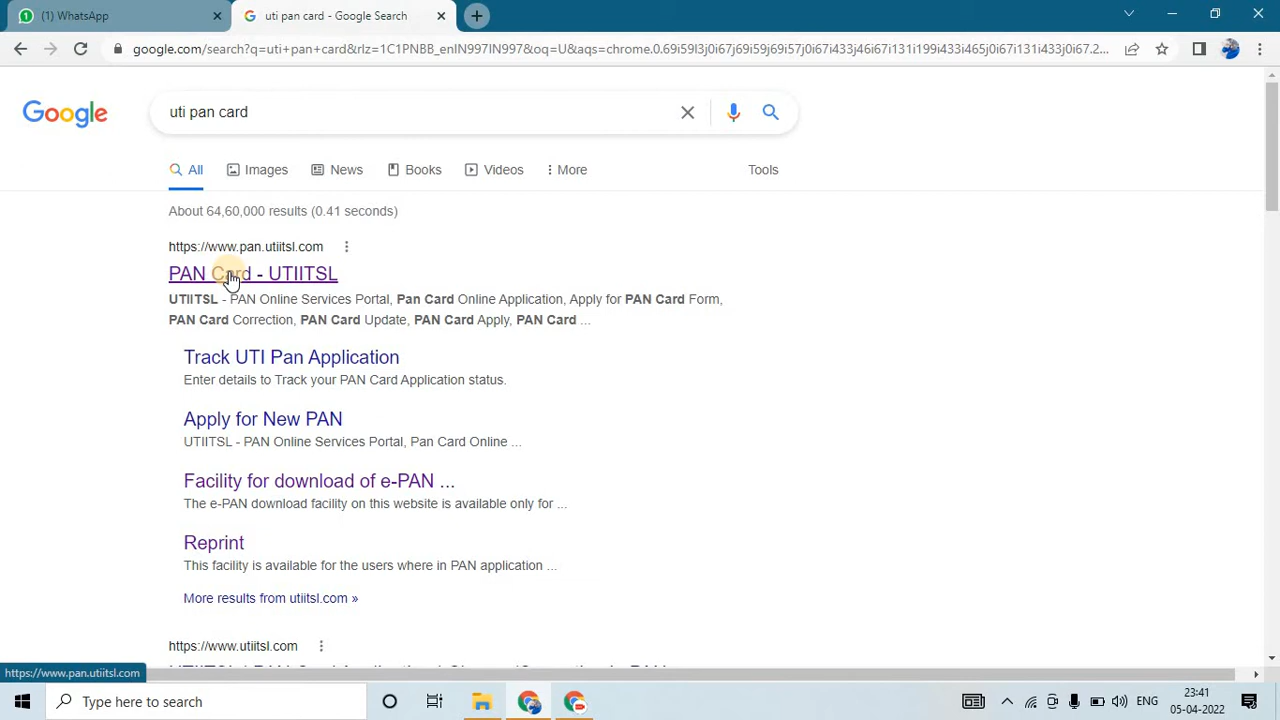 (1) WhatsApp
uti pan card - Google Search
google.com/search?q=uti+pan+card&rlz=1C1PNBB_enIN997IN997&oq=U&aqs=chrome.0.69i59l3j0i67j69i59j69i57j0i67i433j46i67i131i199i433i465j0i67i131i433j0i67.2...
Google
uti pan card
All Images News Books Videos More Tools
About 64,60,000 results (0.41 seconds)
https://www.pan.utiitsl.com
PAN Card - UTIITSL
UTIITSL - PAN Online Services Portal, Pan Card Online Application, Apply for PAN Card Form,
PAN Card Correction, PAN Card Update, PAN Card Apply, PAN Card ...
Track UTI Pan Application
Enter details to Track your PAN Card Application status.
Apply for New PAN
UTIITSL - PAN Online Services Portal, Pan Card Online ...
Facility for download of e-PAN ...
The e-PAN download facility on this website is available only for ...
Reprint
This facility is available for the users where in PAN application ...
More results from utiitsl.com »
https://www.utiitsl.com
https://www.pan.utiitsl.com
Type here to search
ENG
23:41
05-04-2022